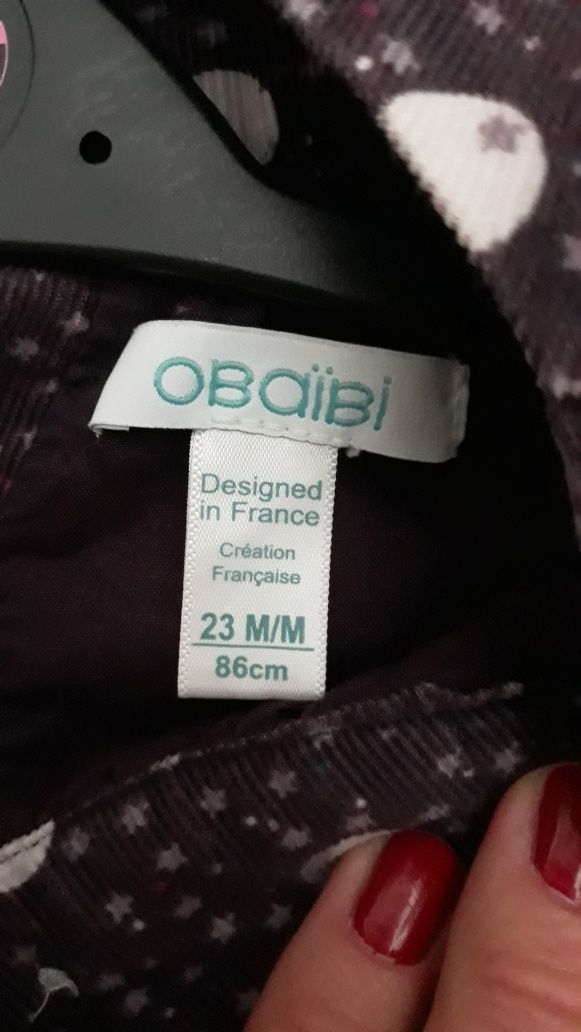 OBaïBi
Designed
in France
Création
Française
23 M/M
86cm